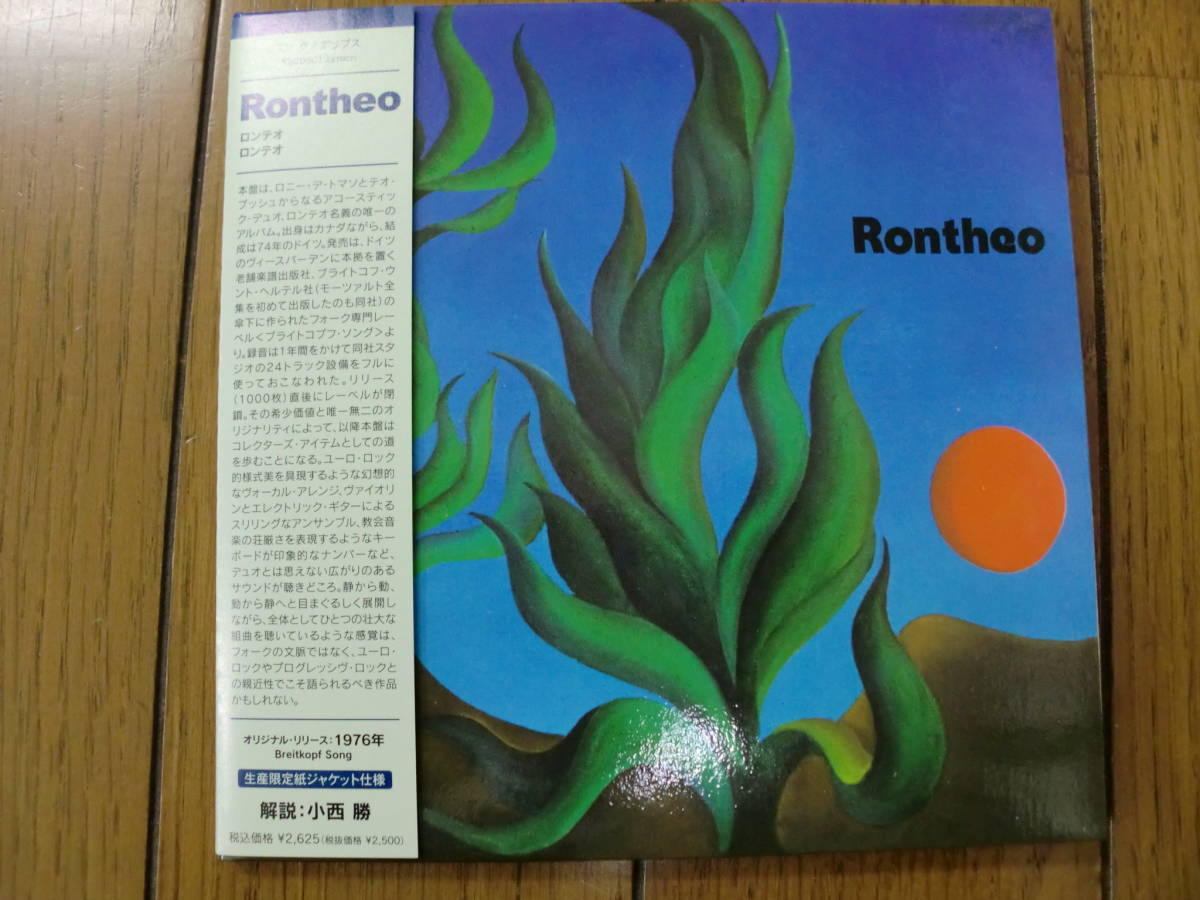 Rontheo
ロンテオ
ロンテオ
本盤は、ロニー・デ・トマソとテオ・
ブッシュからなるアコースティッ
ク・デュオ、ロンテオ名義の唯一の
アルバム。出身はカナダながら、結
成は74年のドイツ。発売は、ドイツ
のヴィースバーデンに本拠を置く
老舗楽譜出版社、ブライトコフ・ウ
ント・ヘルテル社(モーツァルト全
集を初めて出版したのも同社)の
傘下に作られたフォーク専門レー
ベル<ブライトコプフ・ソング>よ
り。録音は1年間をかけて同社スタ
ジオの24トラック設備をフルに
使っておこなわれた。リリース
(1000枚)直後にレーベルが閉
鎖。その希少価値と唯一無二のオ
リジナリティによって、以降本盤は
コレクターズ・アイテムとしての道
を歩むことになる。ユーロ・ロック
的様式美を具現するような幻想的
なヴォーカル・アレンジ、ヴァイオリ
ンとエレクトリック・ギターによる
スリリングなアンサンブル、教会音
楽の荘厳さを表現するようなキー
ボードが印象的なナンバーなど、
デュオとは思えない広がりのある
サウンドが聴きどころ。静から動、
動から静へと目まぐるしく展開し
ながら、全体としてひとつの壮大な
組曲を聴いているような感覚は、
フォークの文脈ではなく、ユーロ・
ロックやプログレッシヴ・ロックと
の親近性でこそ語られるべき作品
かもしれない。
オリジナル・リリース:1976年
Breitkopf Song
生産限定紙ジャケット仕様
解説:小西 勝
税込価格 ¥2,625(税抜価格 ¥2,500)
Rontheo